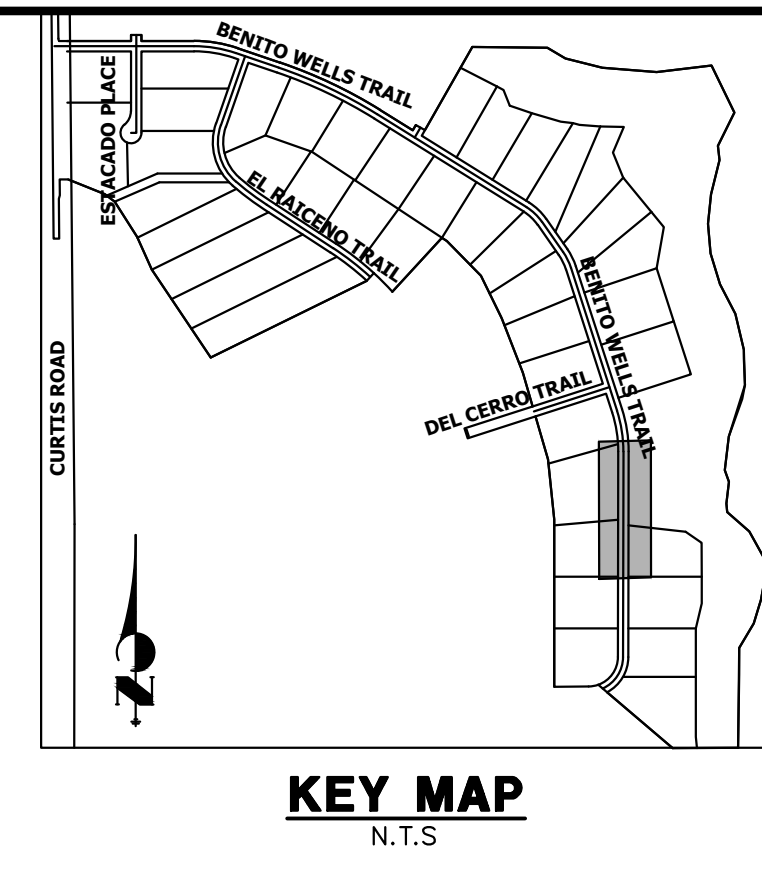 BENITO WELLS TRAIL
ESTACADO PLACE
EL RAICENO TRAIL
BENITO WELLS TRAIL
CURTIS ROAD
DEL CERRO TRAIL
N
KEY MAP
N.T.S